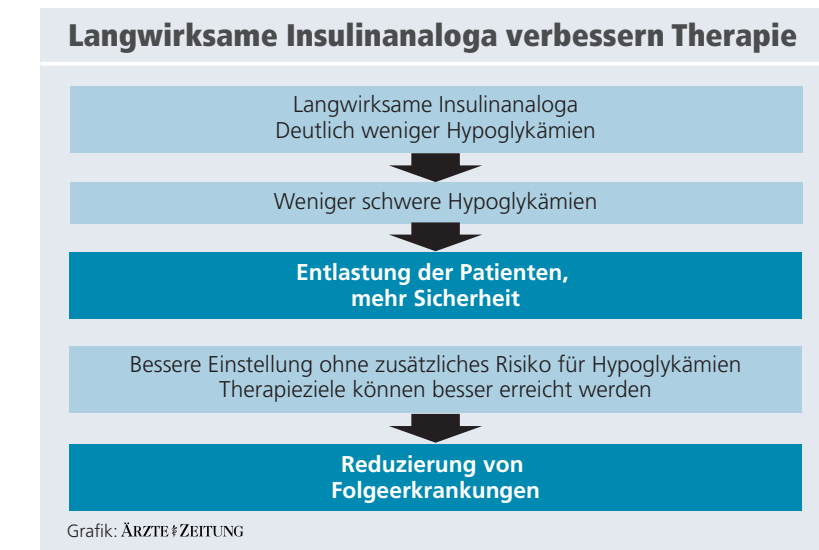 Langwirksame Insulinanaloga verbessern Therapie
Langwirksame Insulinanaloga
Deutlich weniger Hypoglykämien
Weniger schwere Hypoglykämien
Entlastung der Patienten,
mehr Sicherheit
Bessere Einstellung ohne zusätzliches Risiko für Hypoglykämien
Therapieziele können besser erreicht werden
Reduzierung von
Folgeerkrankungen
Grafik: ÄRZTE ZEITUNG